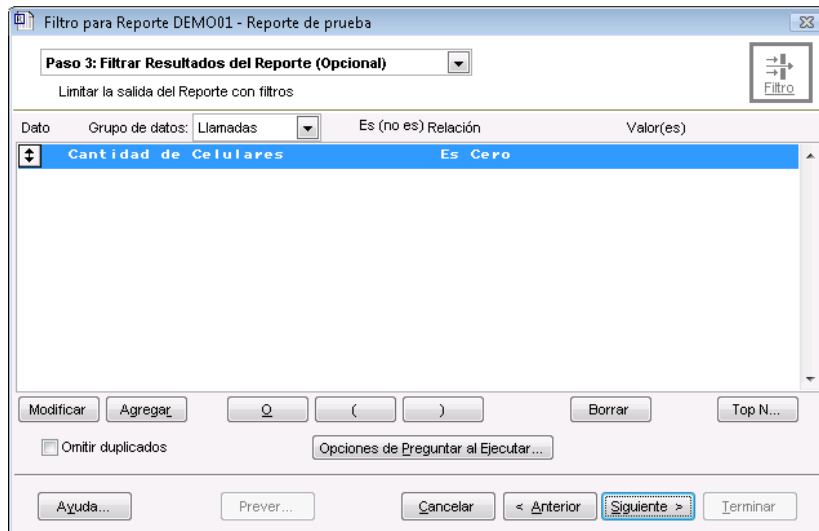 Filtro para Reporte DEMO01 - Reporte de prueba
Paso 3: Filtrar Resultados del Reporte (Opcional)
Limitar la salida del Reporte con filtros
Filtro
Dato Grupo de datos: Llamadas Es (no es) Relación Valor(es)
Cantidad de Celulares Es Cero
Modificar Agregar O ( ) Borrar Top N...
Omitir duplicados Opciones de Preguntar al Ejecutar...
Ayuda... Prever... Cancelar < Anterior Siguiente > Terminar